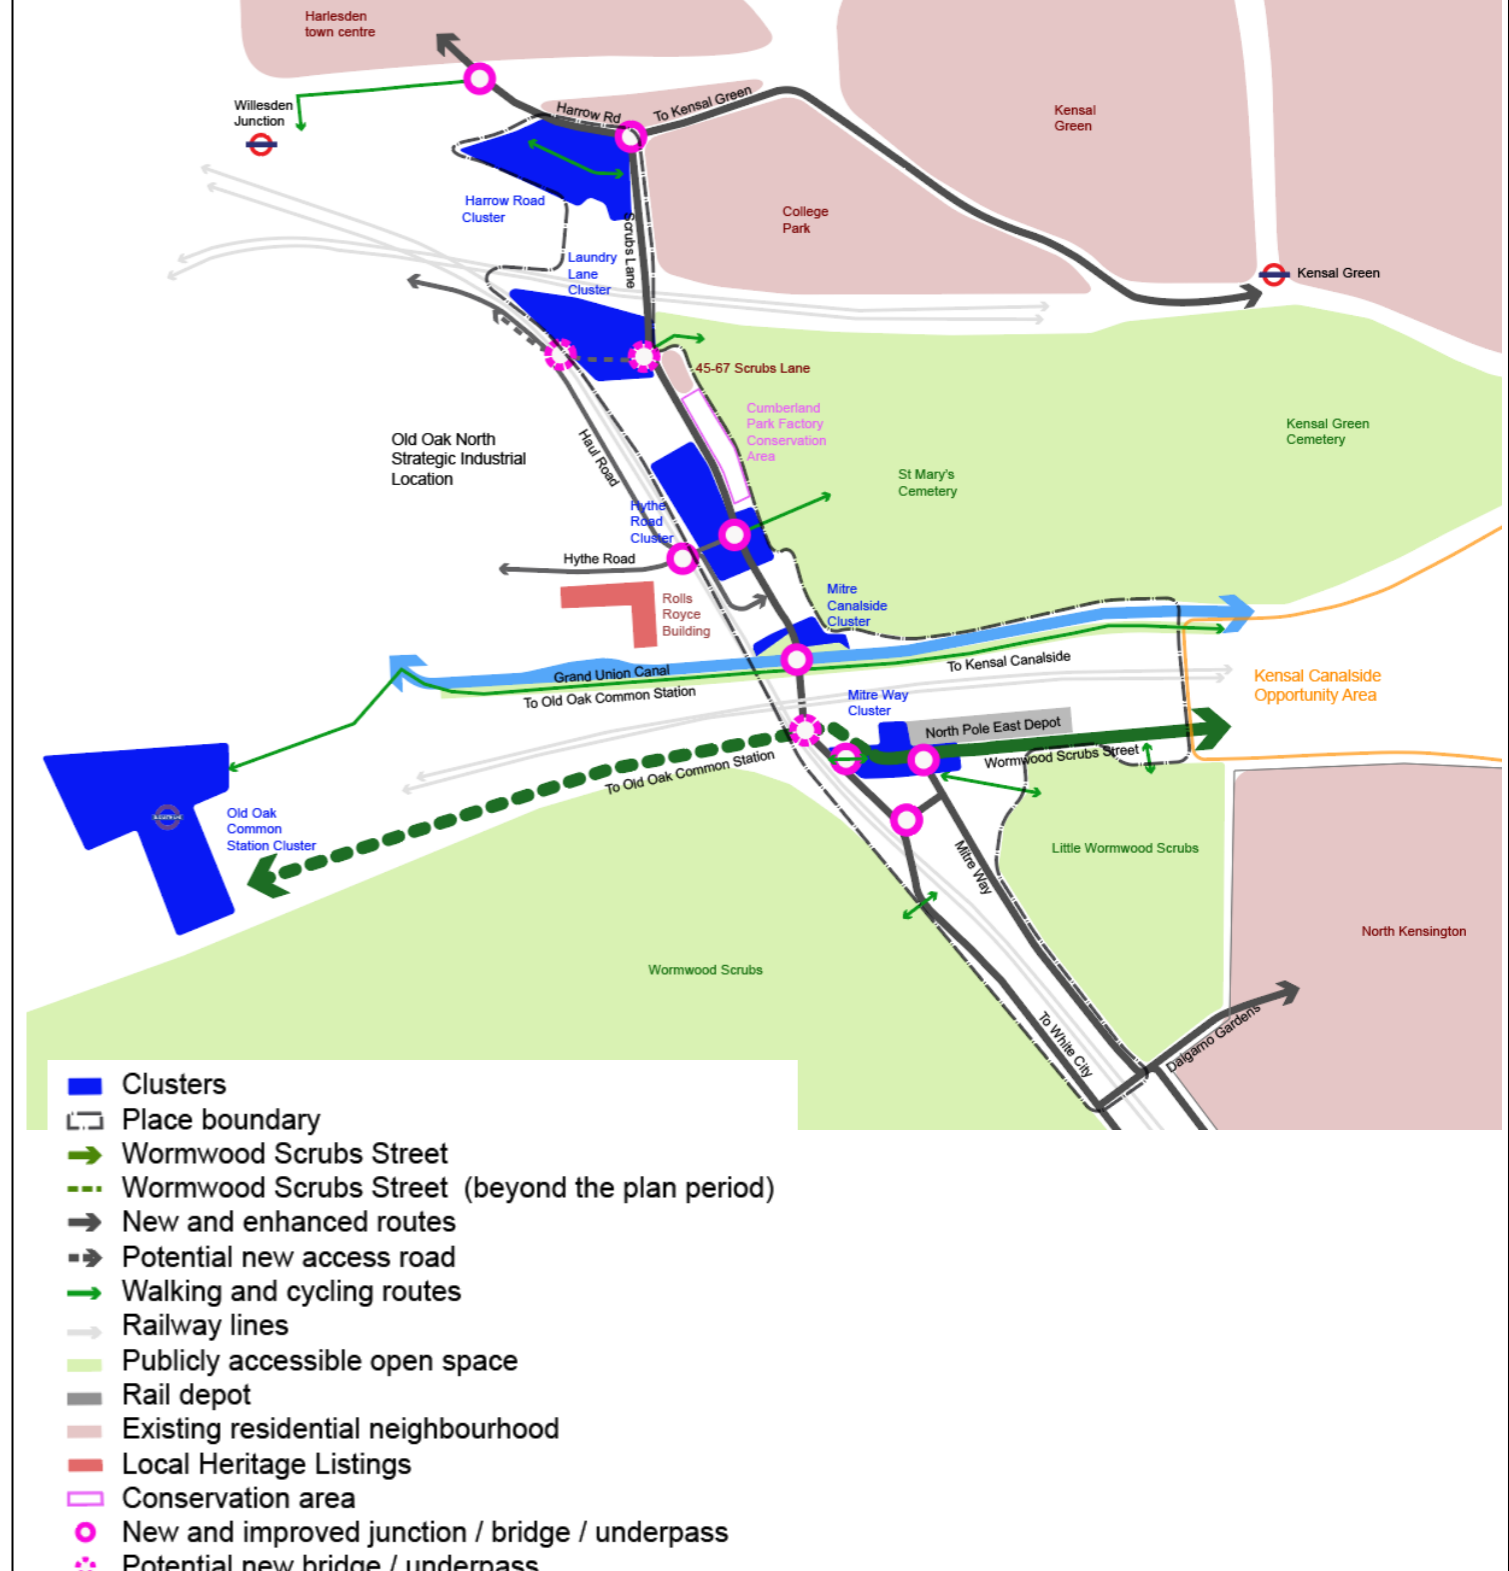 Harlesden
town centre
Willesden
Junction
Harrow Rd
To Kensal Green
Kensal
Green
College
Park
Harrow Road
Cluster
Scrubs Lane
Laundry
Lane
Cluster
Kensal Green
45-67 Scrubs Lane
Cumberland
Park Factory
Conservation
Area
Kensal Green
Cemetery
Old Oak North
Strategic Industrial
Location
Haul Road
St Mary's
Cemetery
Hythe
Road
Cluster
Hythe Road
Rolls
Royce
Building
Mitre
Canalside
Cluster
Grand Union Canal
To Old Oak Common Station
To Kensal Canalside
Kensal Canalside
Opportunity Area
Mitre Way
Cluster
North Pole East Depot
Wormwood Scrubs Street
To Old Oak Common Station
Old Oak
Common
Station Cluster
Mitre Way
Little Wormwood Scrubs
North Kensington
Wormwood Scrubs
To White City
Dalgarno Gardens
Clusters
Place boundary
Wormwood Scrubs Street
Wormwood Scrubs Street (beyond the plan period)
New and enhanced routes
Potential new access road
Walking and cycling routes
Railway lines
Publicly accessible open space
Rail depot
Existing residential neighbourhood
Local Heritage Listings
Conservation area
New and improved junction / bridge / underpass
Potential new bridge / underpass